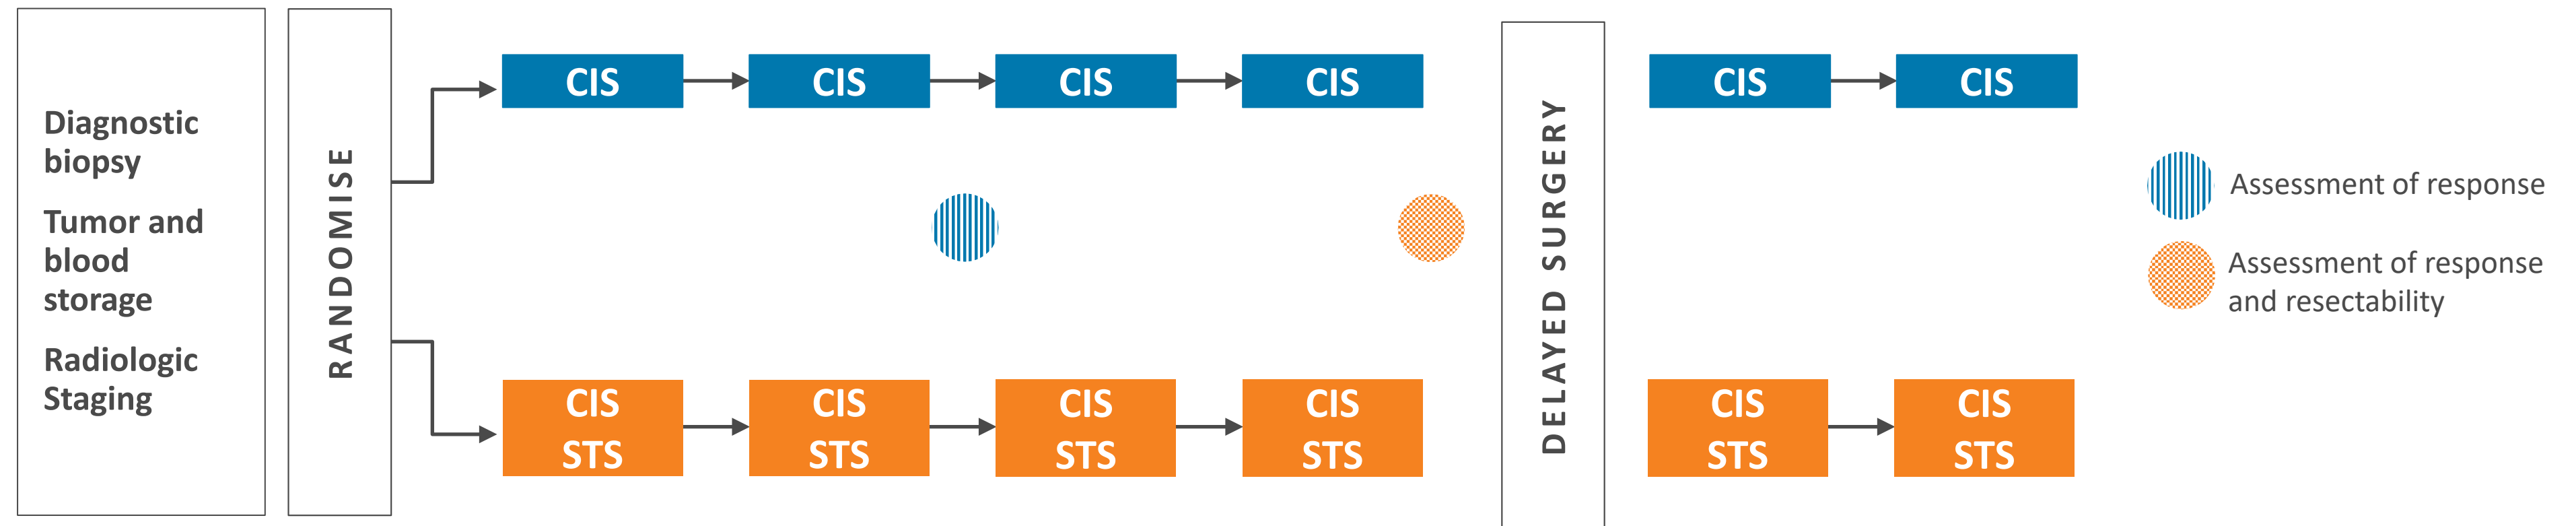 Diagnostic
biopsy
Tumor and
blood
storage
Radiologic
Staging
RANDOMISE
CIS
CIS
CIS
CIS
CIS
STS
CIS
STS
CIS
STS
CIS
STS
DELAYED SURGERY
CIS
CIS
CIS
STS
CIS
STS
Assessment of response
Assessment of response
and resectability